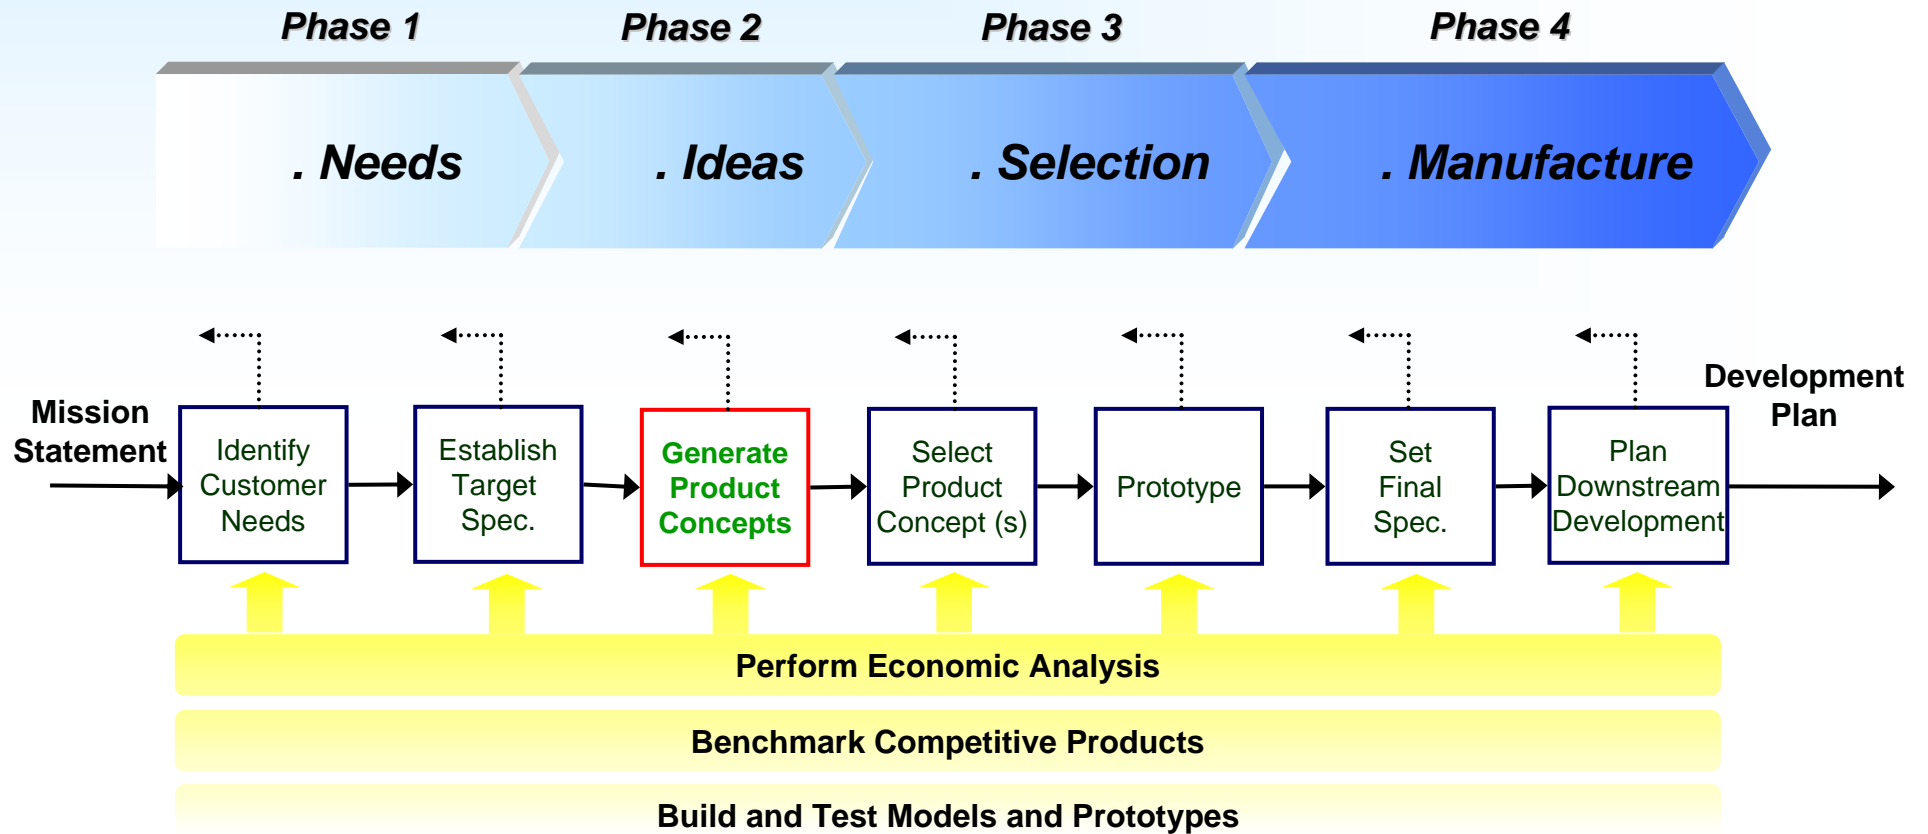 Phase 1
Phase 2
Phase 3
Phase 4
. Needs
. Ideas
. Selection
. Manufacture
Mission
Statement
Identify
Customer
Needs
Establish
Target
Spec.
Generate
Product
Concepts
Select
Product
Concept (s)
Prototype
Set
Final
Spec.
Plan
Downstream
Development
Development
Plan
Perform Economic Analysis
Benchmark Competitive Products
Build and Test Models and Prototypes